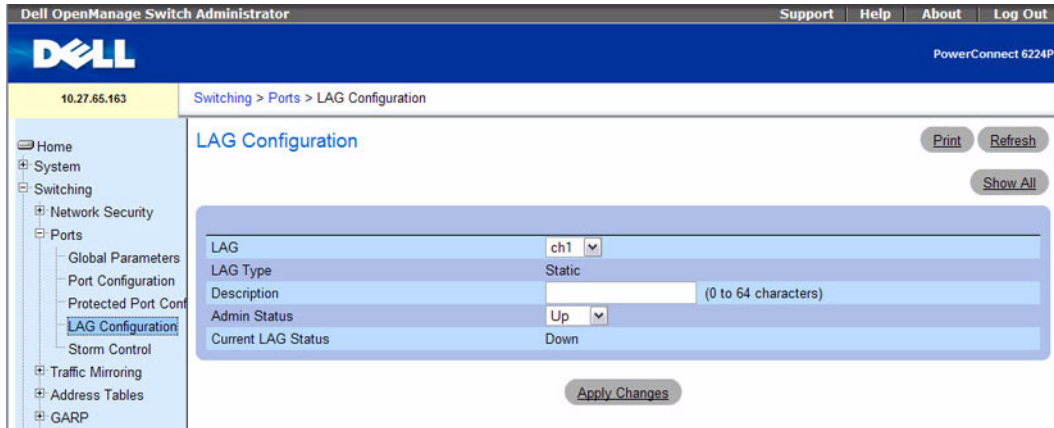 Dell OpenManage Switch Administrator
Support Help About Log Out
DELL
PowerConnect 6224P
10.27.65.163
Switching > Ports > LAG Configuration
Home
System
Switching
Network Security
Ports
Global Parameters
Port Configuration
Protected Port Conf
LAG Configuration
Storm Control
Traffic Mirroring
Address Tables
GARP
LAG Configuration
Print Refresh
Show All
LAG ch1
LAG Type Static
Description (0 to 64 characters)
Admin Status Up
Current LAG Status Down
Apply Changes